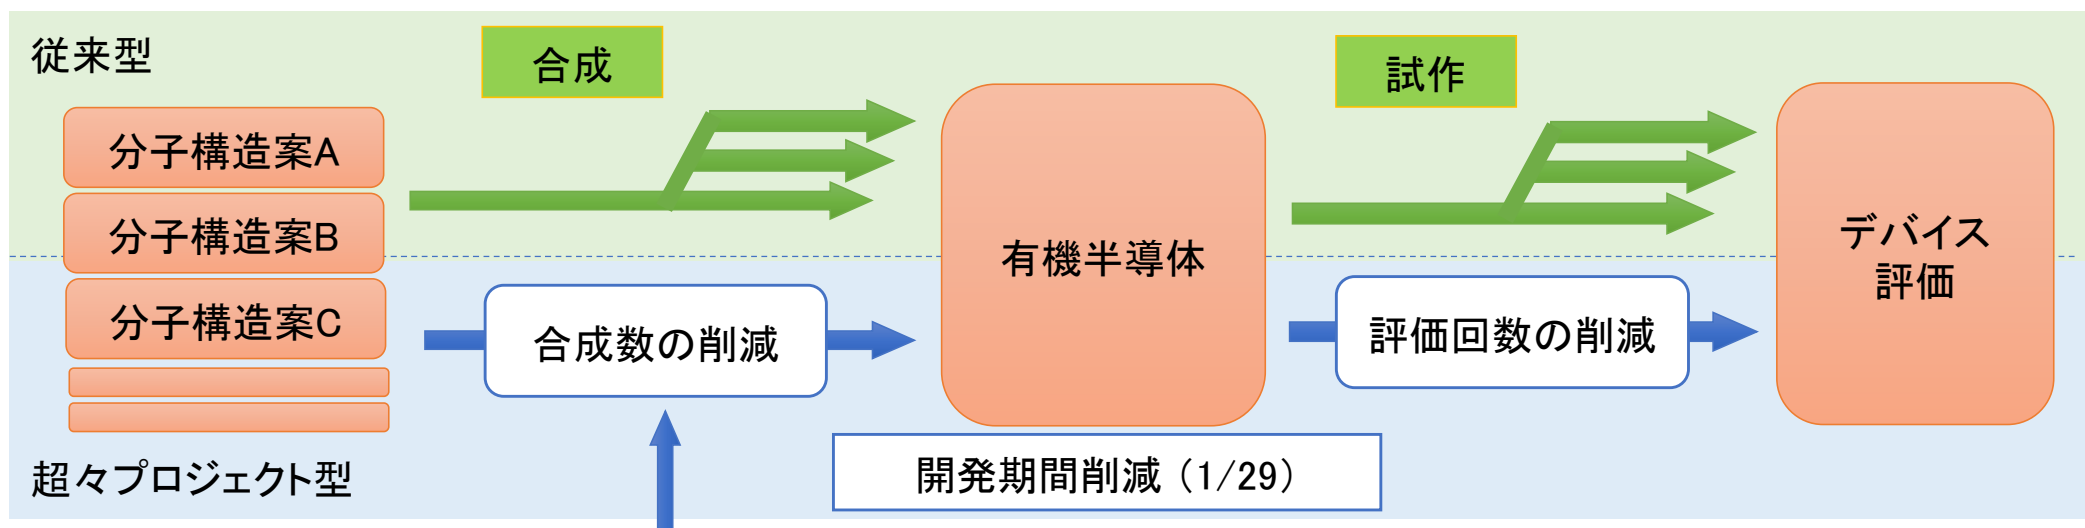 従来型
合成
試作
分子構造案A
分子構造案B
分子構造案C
有機半導体
デバイス
評価
合成数の削減
評価回数の削減
超々プロジェクト型
開発期間削減（1/29）